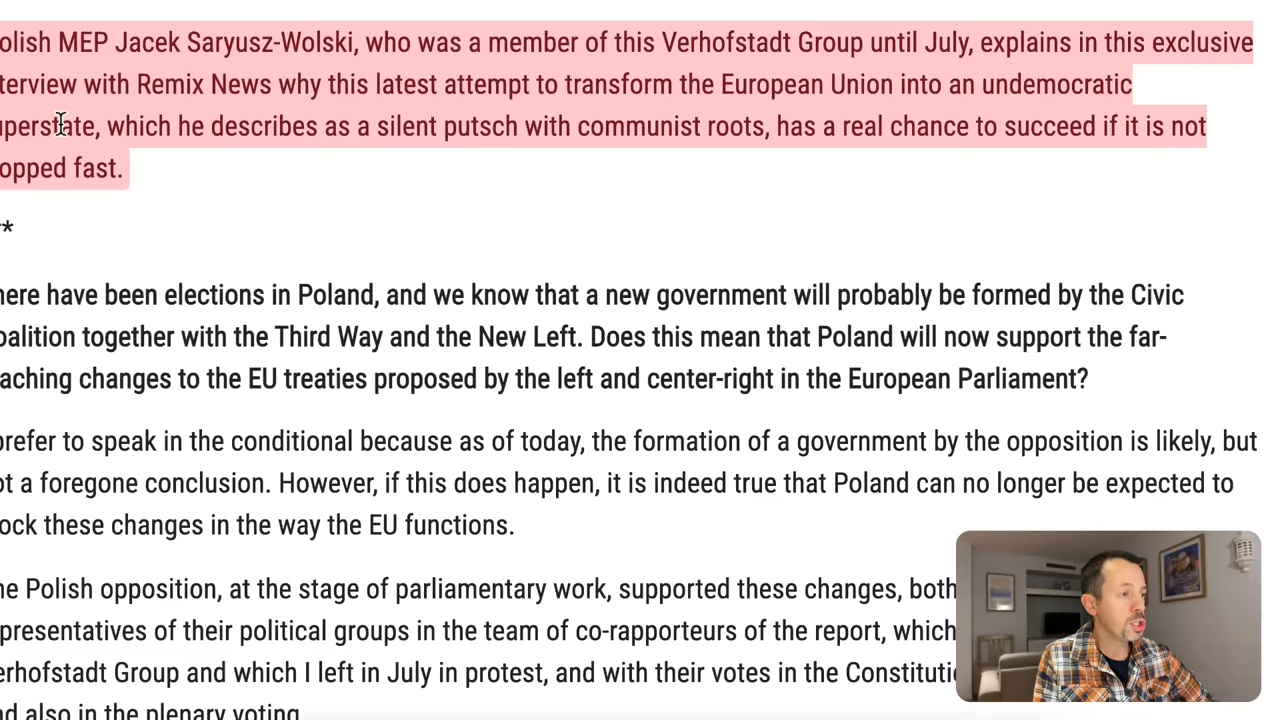 olish MEP Jacek Saryusz-Wolski, who was a member of this Verhofstadt Group until July, explains in this exclusive
terview with Remix News why this latest attempt to transform the European Union into an undemocratic
uperstate, which he describes as a silent putsch with communist roots, has a real chance to succeed if it is not
opped fast.
*
here have been elections in Poland, and we know that a new government will probably be formed by the Civic
oalition together with the Third Way and the New Left. Does this mean that Poland will now support the far-
aching changes to the EU treaties proposed by the left and center-right in the European Parliament?
prefer to speak in the conditional because as of today, the formation of a government by the opposition is likely, but
ot a foregone conclusion. However, if this does happen, it is indeed true that Poland can no longer be expected to
ock these changes in the way the EU functions.
he Polish opposition, at the stage of parliamentary work, supported these changes, both
presentatives of their political groups in the team of co-rapporteurs of the report, which
erhofstadt Group and which I left in July in protest, and with their votes in the Constitutio
nd also in the plenary voting